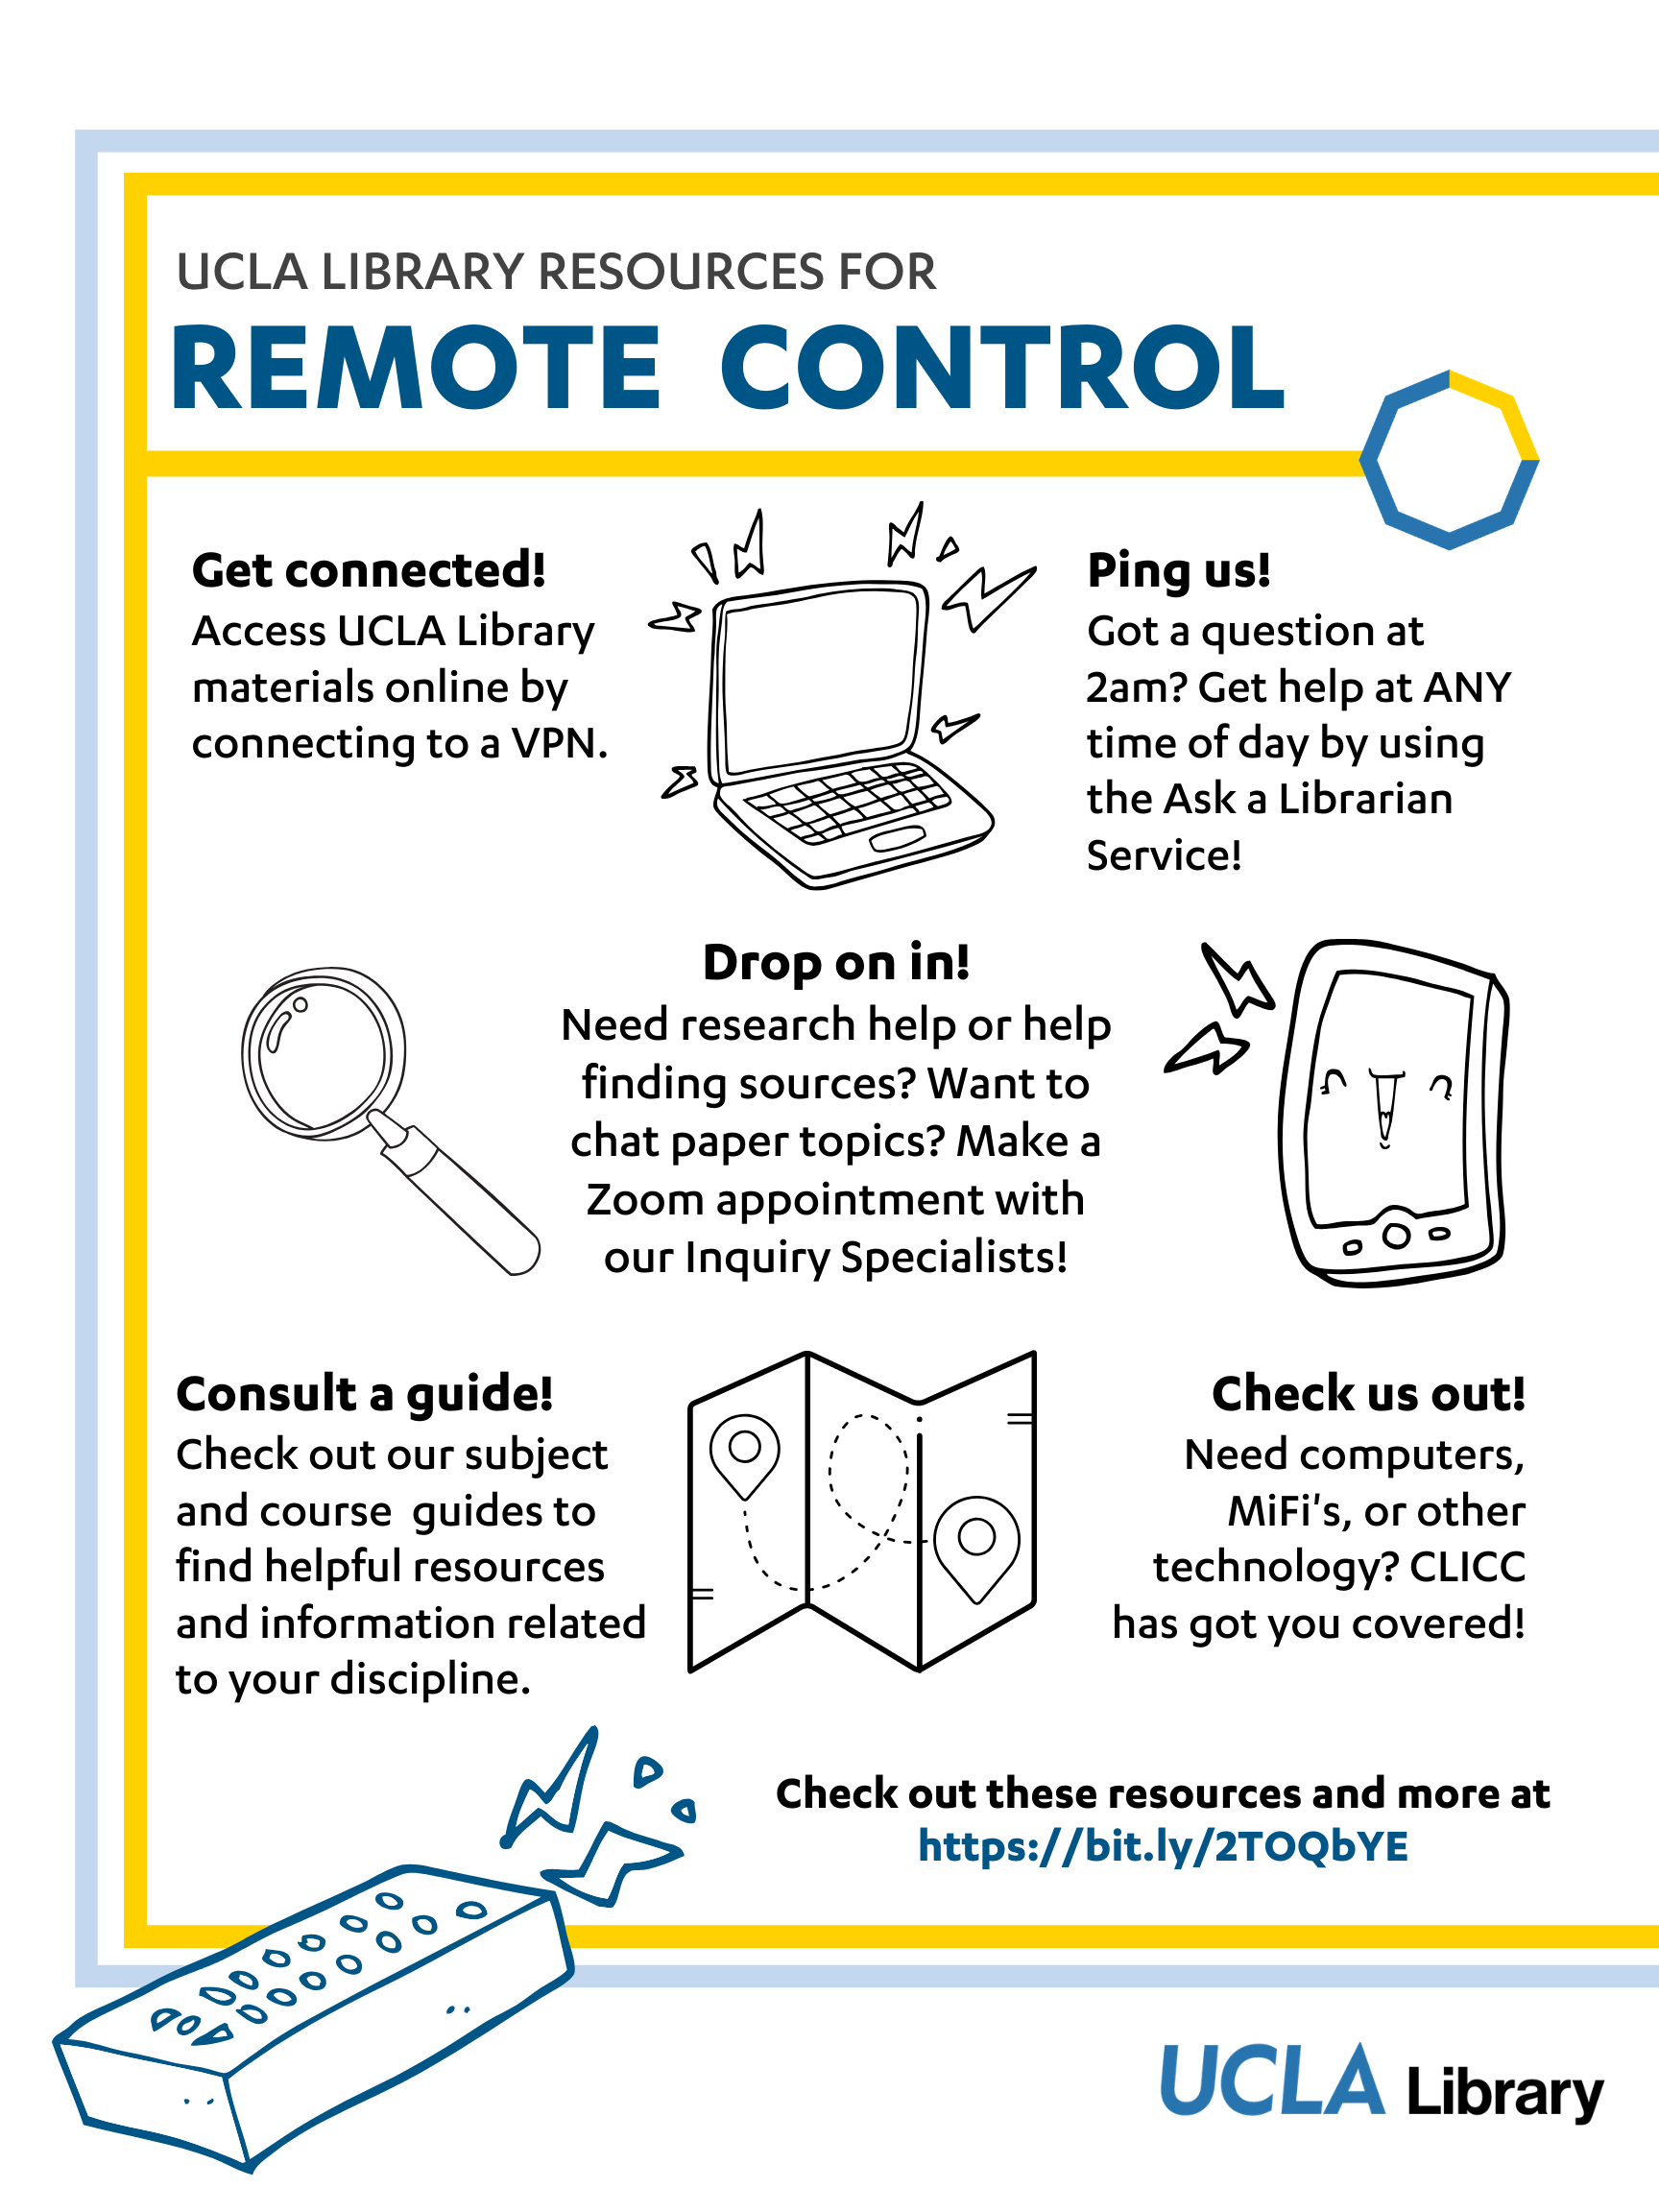 UCLA LIBRARY RESOURCES FOR
REMOTE CONTROL
Get connected!
Access UCLA Library
materials online by
connecting to a VPN.
Ping us!
Got a question at
2am? Get help at ANY
time of day by using
the Ask a Librarian
Service!
Drop on in!
Need research help or help
finding sources? Want to
chat paper topics? Make a
Zoom appointment with
our Inquiry Specialists!
Consult a guide!
Check out our subject
and course guides to
find helpful resources
and information related
to your discipline.
Check us out!
Need computers,
MiFi's, or other
technology? CLICC
has got you covered!
Check out these resources and more at
https://bit.ly/2TOQbYE
UCLA Library